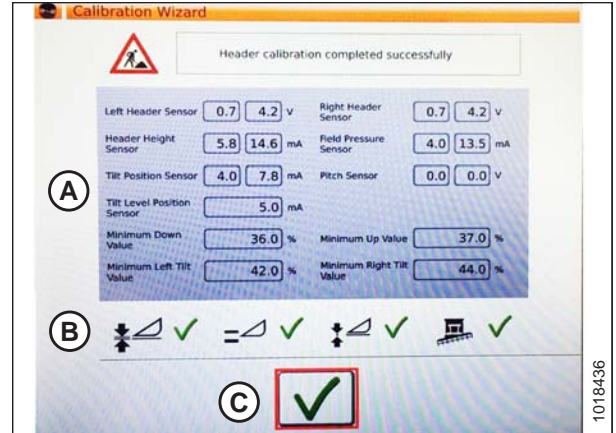 Calibration Wizard
Header calibration completed successfully
Left Header Sensor 0.7 4.2 V Right Header Sensor 0.7 4.2 V
Header Height Sensor 5.8 14.6 mA Field Pressure Sensor 4.0 13.5 mA
Tilt Position Sensor 4.0 7.8 mA Pitch Sensor 0.0 0.0 V
Tilt Level Position Sensor 5.0 mA
Minimum Down Value 36.0 % Minimum Up Value 37.0 %
Minimum Left Tilt Value 42.0 % Minimum Right Tilt Value 44.0 %
A
B
C
1018436